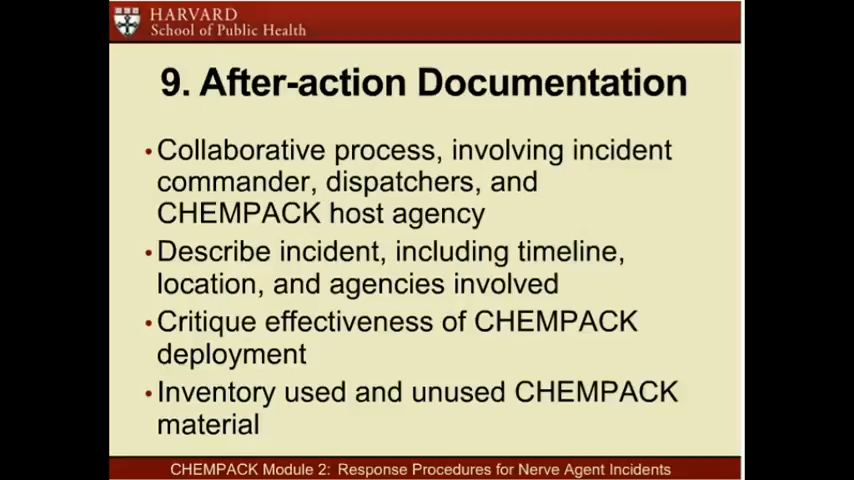 HARVARD
School of Public Health
9. After-action Documentation
•Collaborative process, involving incident
commander, dispatchers, and
CHEMPACK host agency
•Describe incident, including timeline,
location, and agencies involved
•Critique effectiveness of CHEMPACK
deployment
•Inventory used and unused CHEMPACK
material
CHEMPACK Module 2: Response Procedures for Nerve Agent Incidents